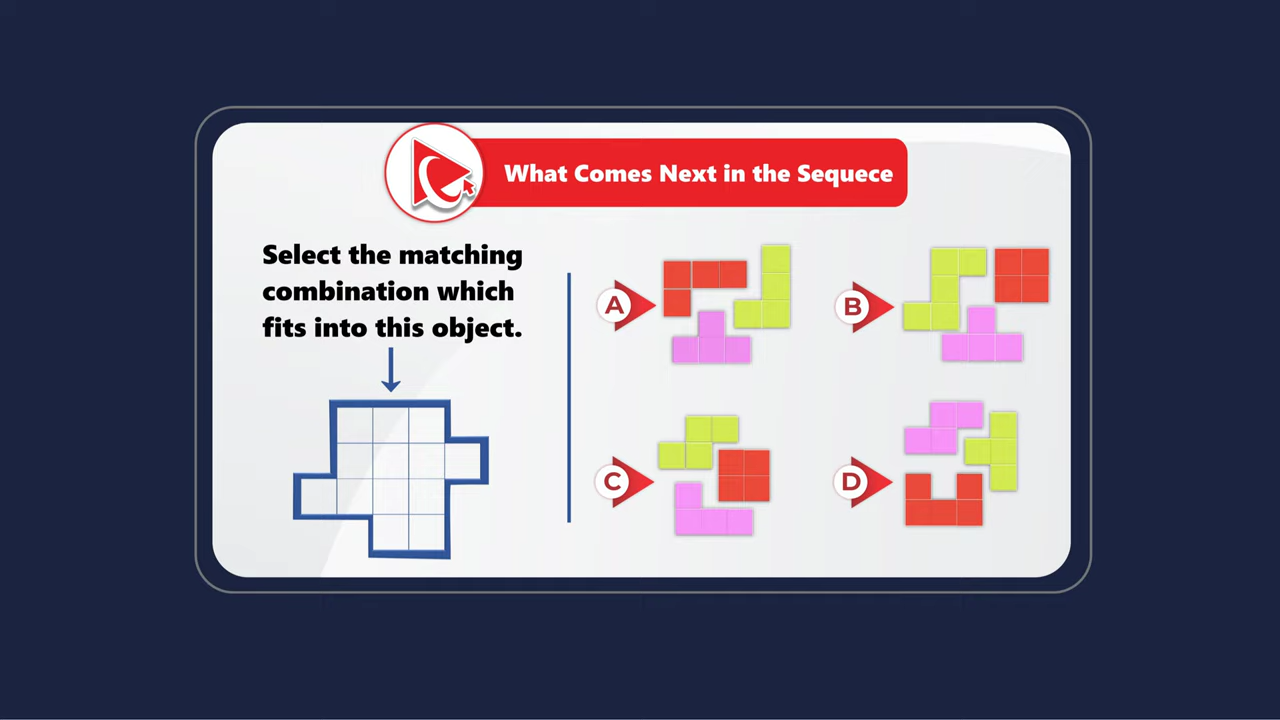 What Comes Next in the Sequece
Select the matching
combination which
fits into this object.
A
B
C
D